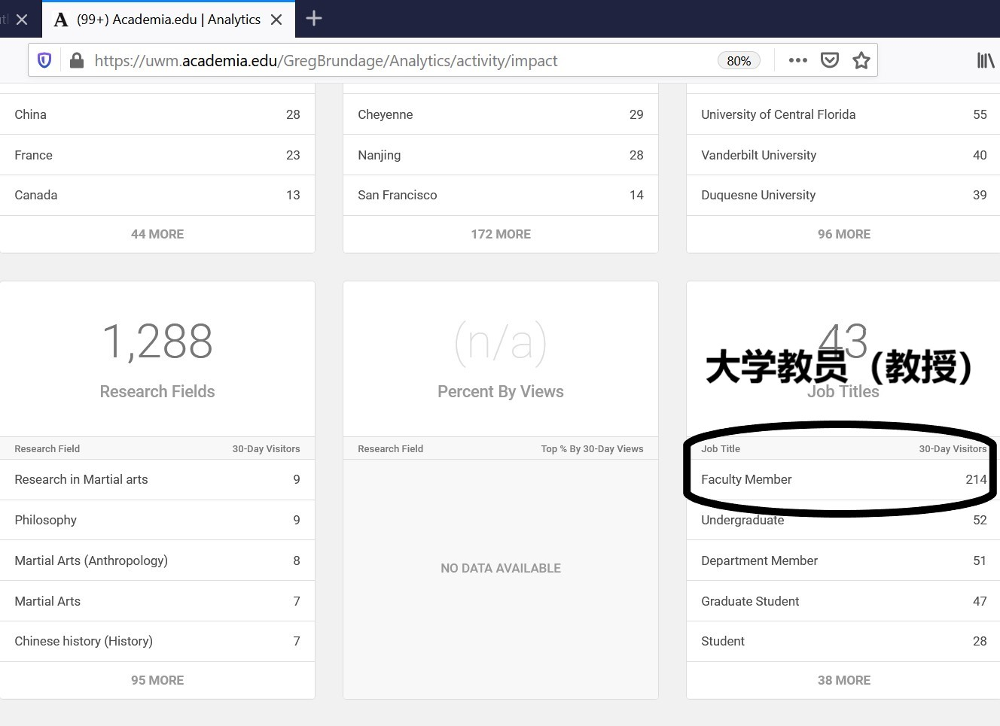 (99+) Academia.edu | Analytics
https://uwm.academia.edu/GregBrundage/Analytics/activity/impact
80%
China 28
France 23
Canada 13
44 MORE
Cheyenne 29
Nanjing 28
San Francisco 14
172 MORE
University of Central Florida 55
Vanderbilt University 40
Duquesne University 39
96 MORE
1,288
Research Fields
Research Field 30-Day Visitors
Research in Martial arts 9
Philosophy 9
Martial Arts (Anthropology) 8
Martial Arts 7
Chinese history (History) 7
95 MORE
(n/a)
Percent By Views
Research Field Top % By 30-Day Views
NO DATA AVAILABLE
43
大学教员（教授）
Job Titles
Job Title 30-Day Visitors
Faculty Member 214
Undergraduate 52
Department Member 51
Graduate Student 47
Student 28
38 MORE